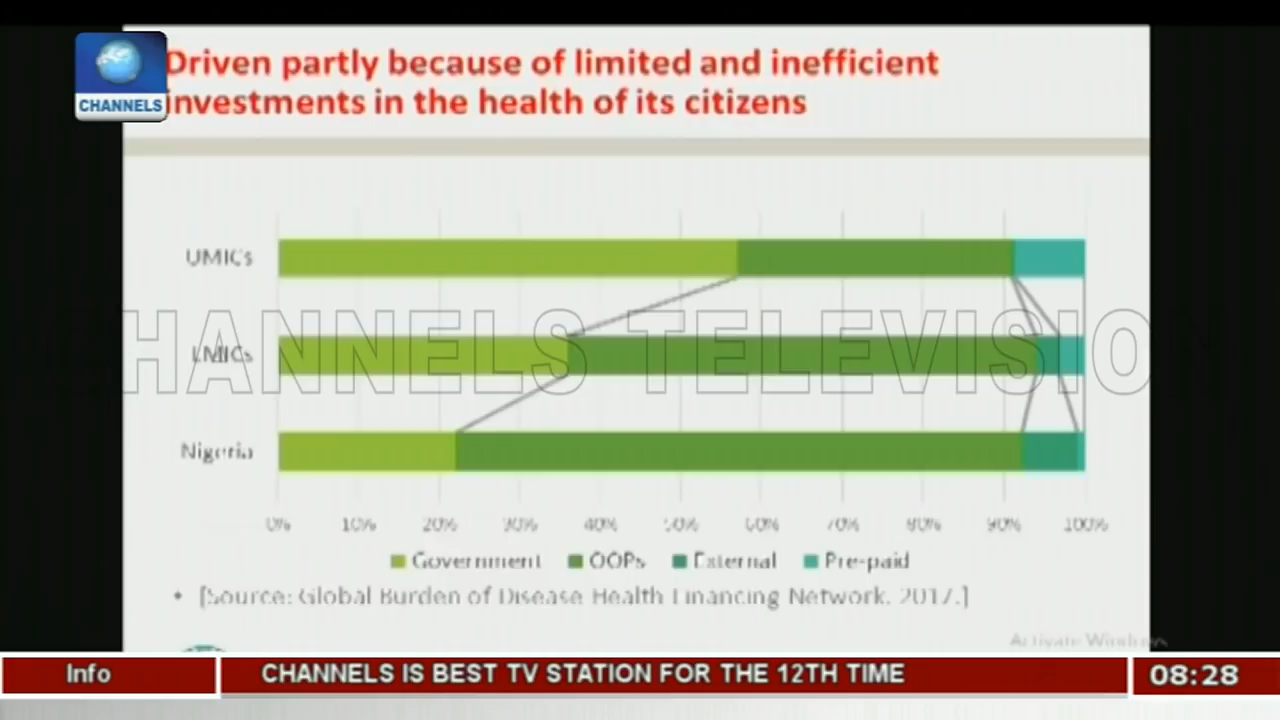 CHANNELS
Driven partly because of limited and inefficient
investments in the health of its citizens
UMICs
LMICs
Nigeria
CHANNELS TELEVISION
0% 10% 20% 30% 40% 50% 60% 70% 80% 90% 100%
Government OOPs External Pre-paid
• [Source: Global Burden of Disease Health Financing Network. 2017.]
Activate Windows
Info
CHANNELS IS BEST TV STATION FOR THE 12TH TIME
08:28